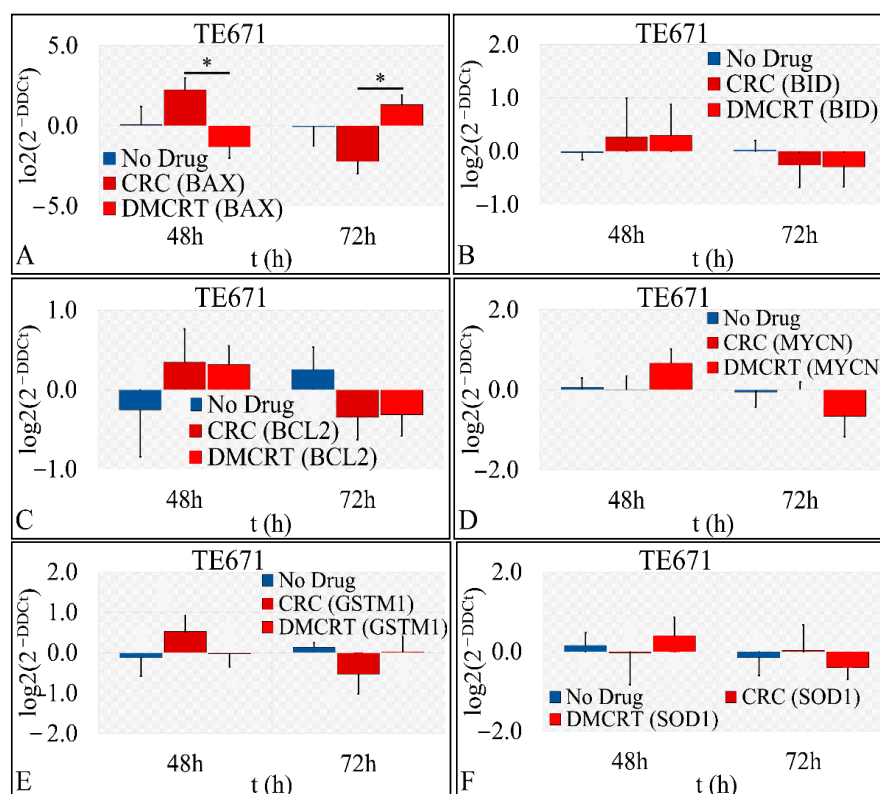 TE671
5.0
0.0
−5.0
lo2(2^−DDCt)
*
*
No Drug
CRC (BAX)
DMCRT (BAX)
48h
72h
t (h)
A
TE671
2.0
1.0
0.0
−1.0
log2(2^−DDCt)
No Drug
CRC (BID)
DMCRT (BID)
48h
72h
t (h)
B
TE671
1.0
0.0
−1.0
log2(2^−DDCt)
No Drug
CRC (BCL2)
DMCRT (BCL2)
48h
72h
t (h)
C
TE671
2.0
0.0
−2.0
log2(2^−DDCt)
No Drug
CRC (MYCN)
DMCRT (MYCN
48h
72h
t (h)
D
TE671
2.0
1.0
0.0
−1.0
−2.0
log2(2^−DDCt)
No Drug
CRC (GSTM1)
DMCRT (GSTM1)
48h
72h
t (h)
E
TE671
2.0
0.0
−2.0
log2(2^−DDCt)
No Drug
CRC (SOD1)
DMCRT (SOD1)
48h
72h
t (h)
F